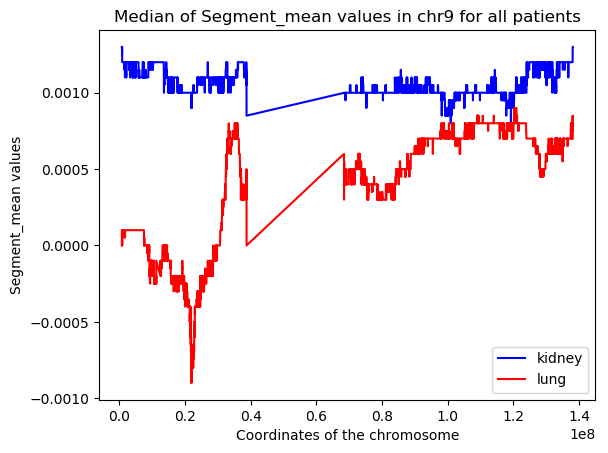 Median of Segment_mean values in chr9 for all patients
Segment_mean values
0.0010
0.0005
0.0000
−0.0005
−0.0010
kidney
lung
0.0 0.2 0.4 0.6 0.8 1.0 1.2 1.4
1e8
Coordinates of the chromosome